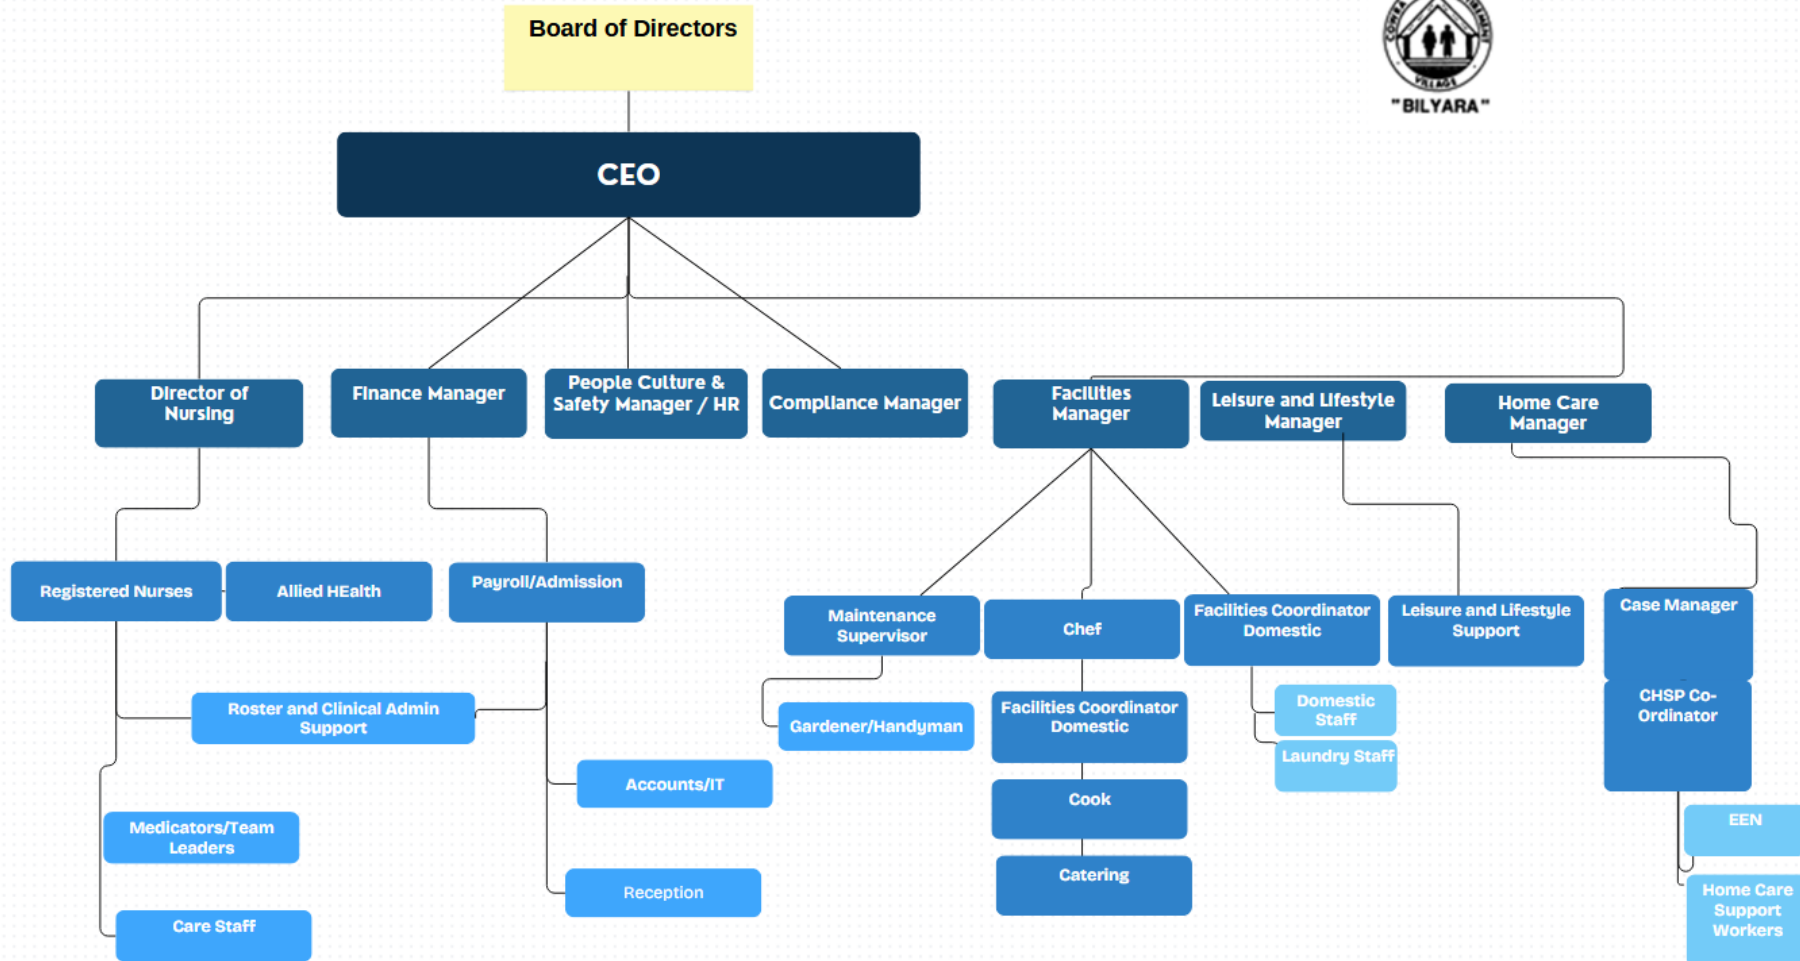 Board of Directors
COWRA
RETIREMENT
VILLAGE
"BILYARA"
CEO
Director of
Nursing
Finance Manager
People Culture &
Safety Manager / HR
Compliance Manager
Facilities
Manager
Leisure and Lifestyle
Manager
Home Care
Manager
Registered Nurses
Allied HEalth
Payroll/Admission
Maintenance
Supervisor
Chef
Facilities Coordinator
Domestic
Leisure and Lifestyle
Support
Case Manager
Roster and Clinical Admin
Support
Gardener/Handyman
Facilities Coordinator
Domestic
Domestic
Staff
Laundry Staff
CHSP Co-
Ordinator
Accounts/IT
Cook
Medicators/Team
Leaders
EEN
Reception
Catering
Home Care
Support
Workers
Care Staff